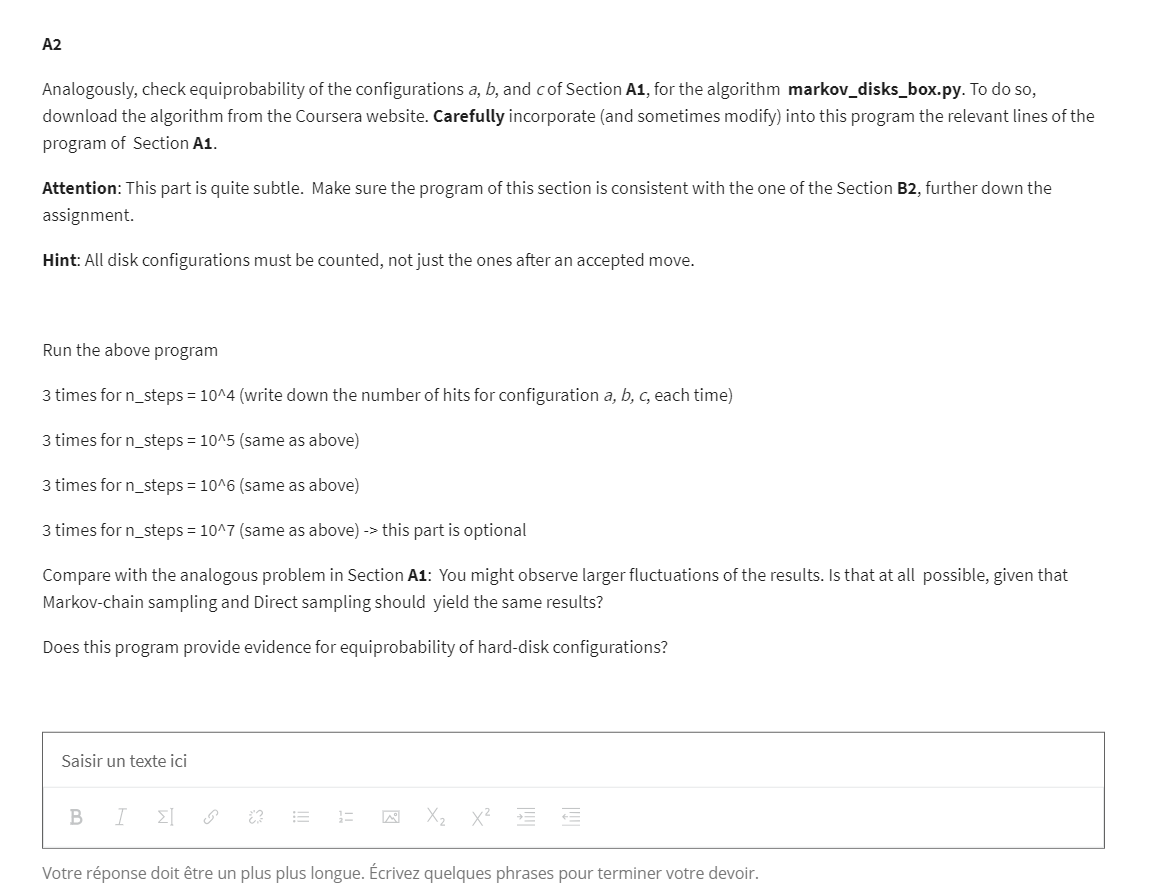 A2
Analogously, check equiprobability of the configurations a, b, and c of Section A1, for the algorithm markov_disks_box.py. To do so,
download the algorithm from the Coursera website. Carefully incorporate (and sometimes modify) into this program the relevant lines of the
program of Section A1.
Attention: This part is quite subtle. Make sure the program of this section is consistent with the one of the Section B2, further down the
assignment.
Hint: All disk configurations must be counted, not just the ones after an accepted move.
Run the above program
3 times for n_steps = 10^4 (write down the number of hits for configuration a, b, c, each time)
3 times for n_steps = 10^5 (same as above)
3 times for n_steps = 10^6 (same as above)
3 times for n_steps = 10^7 (same as above) -> this part is optional
Compare with the analogous problem in Section A1: You might observe larger fluctuations of the results. Is that at all possible, given that
Markov-chain sampling and Direct sampling should yield the same results?
Does this program provide evidence for equiprobability of hard-disk configurations?
Saisir un texte ici
B I Σ X₂ X²
Votre réponse doit être un plus plus longue. Écrivez quelques phrases pour terminer votre devoir.